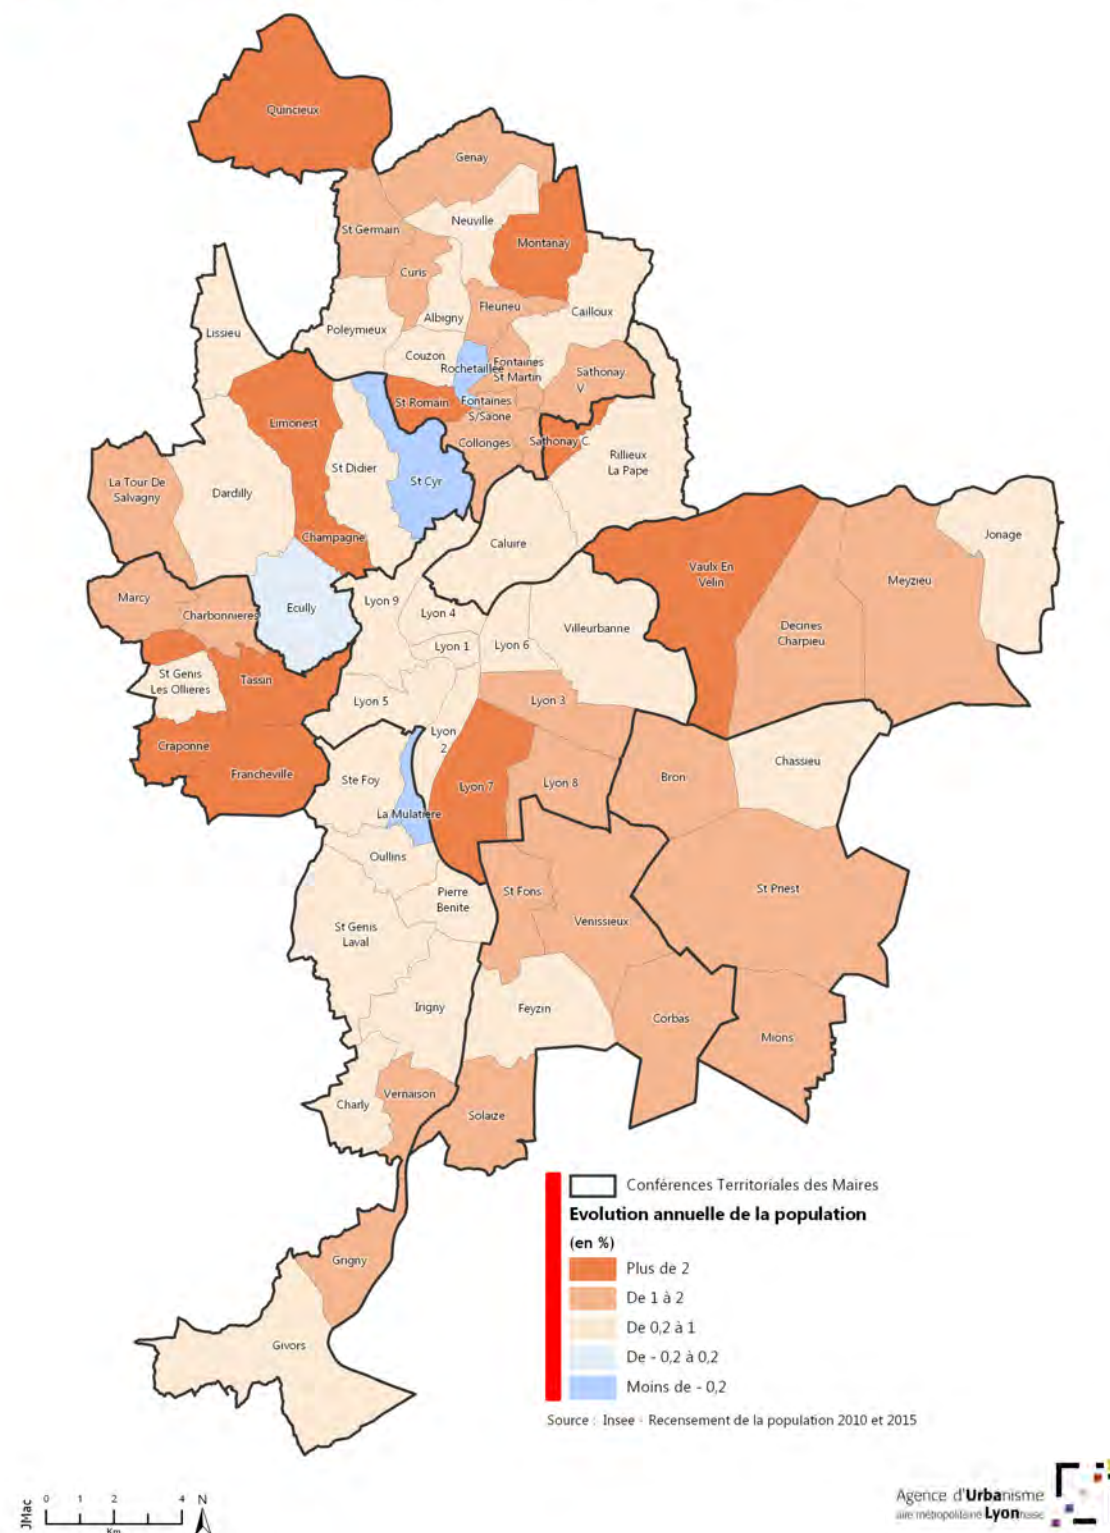 Quincieux
Genay
Neuville
St Germain
Montanay
Curis
Fleurieu
Cailloux
Albigny
Lissieu
Poleymieux
Couzon
Rochetaillée
Fontaines
St Martin
Sathonay
V
St Romain
Fontaines
S/Saone
Limonest
Collonges
Sathonay C
Rillieux
La Pape
St Didier
St Cyr
La Tour De
Salvagny
Dardilly
Champagne
Caluire
Jonage
Vaulx En
Velin
Meyzieu
Marcy
Charbonnieres
Ecully
Lyon 9
Lyon 4
Villeurbanne
Decines
Charpieu
Lyon 1
Lyon 6
St Genis
Les Ollieres
Tassin
Lyon 5
Lyon 3
Lyon
2
Craponne
Francheville
Ste Foy
Lyon 7
Lyon 8
Bron
Chassieu
La Mulatiere
Oullins
Pierre
Benite
St Fons
St Priest
Venissieux
St Genis
Laval
Irigny
Feyzin
Corbas
Mions
Charly
Vernaison
Solaize
Grigny
Givors
Conférences Territoriales des Maires
Evolution annuelle de la population
(en %)
Plus de 2
De 1 à 2
De 0,2 à 1
De - 0,2 à 0,2
Moins de - 0,2
Source : Insee - Recensement de la population 2010 et 2015
JMac
0 1 2 4 N
Km
Agence d'Urbanisme
aire métropolitaine Lyonnaise